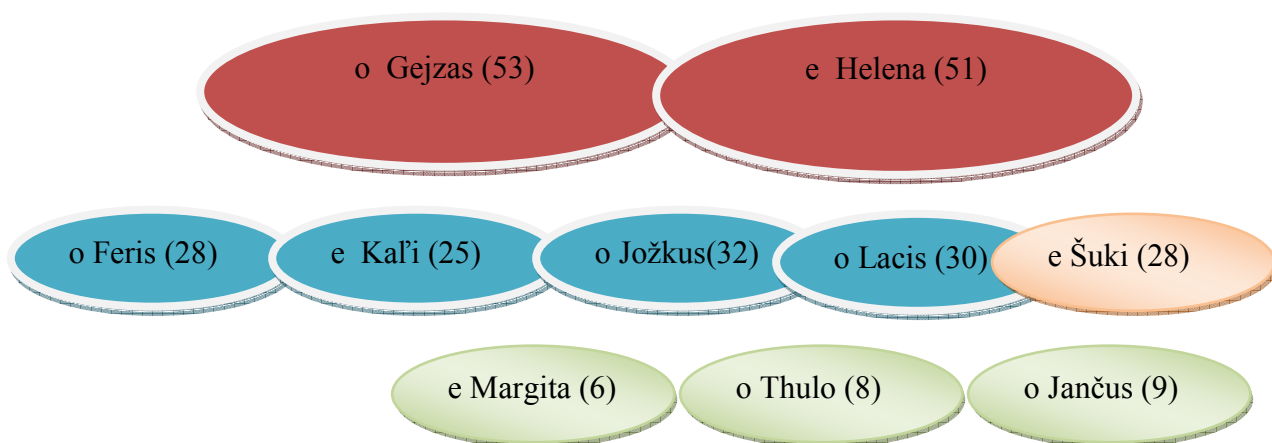 o Gejzas (53) e Helena (51)
o Feris (28) e Kaľi (25) o Jožkus(32) o Lacis (30) e Šuki (28)
e Margita (6) o Thulo (8) o Jančus (9)